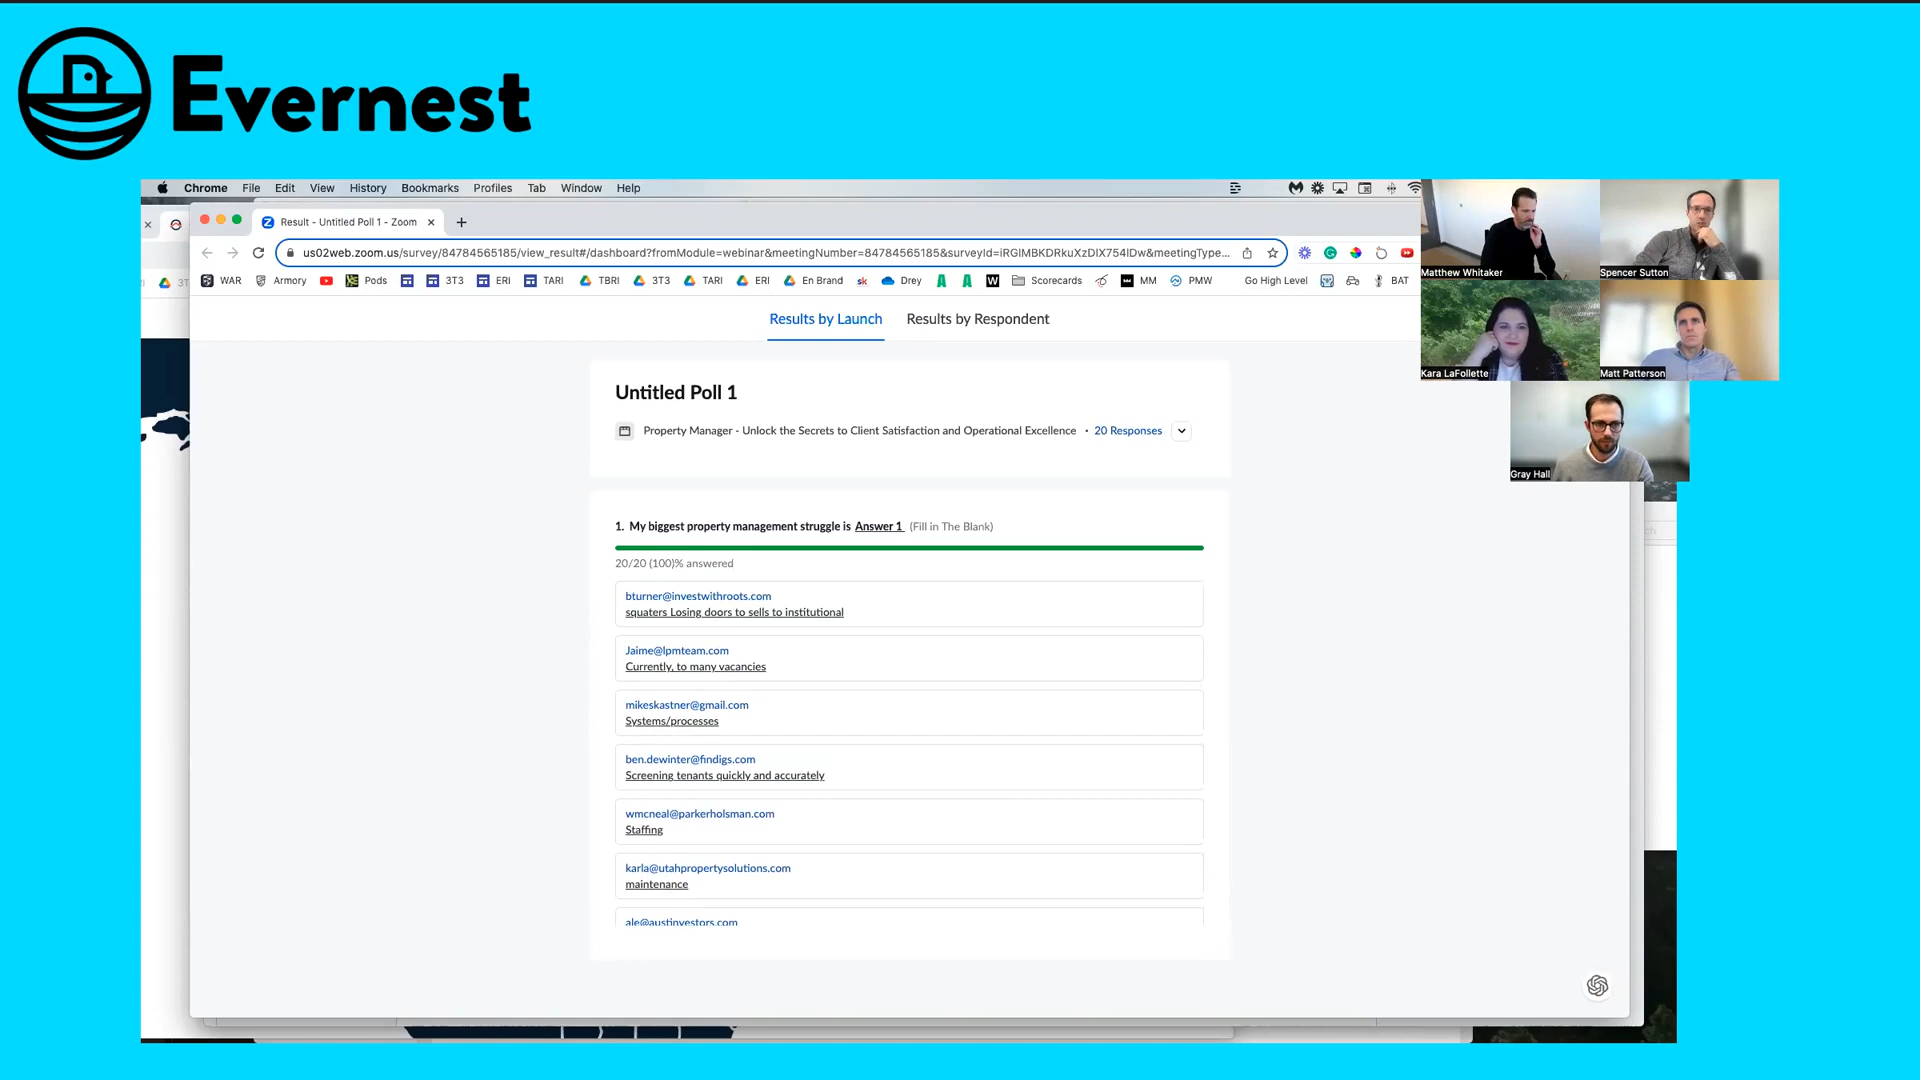 Evernest
Chrome File Edit View History Bookmarks Profiles Tab Window Help
Result - Untitled Poll 1 - Zoom
us02web.zoom.us/survey/84784565185/view_result#/dashboard?fromModule=webinar&meetingNumber=84784565185&surveyId=iRGIMBKDRkuXzDIX754lDw&meetingType...
WAR Armory Pods 3T3 ERI TARI TBRI 3T3 TARI ERI En Brand sk Drey W Scorecards MM PMW Go High Level BAT
Results by Launch Results by Respondent
Matthew Whitaker
Spencer Sutton
Kara LaFollette
Matt Patterson
Gray Hall
Untitled Poll 1
Property Manager - Unlock the Secrets to Client Satisfaction and Operational Excellence · 20 Responses
1. My biggest property management struggle is Answer 1 (Fill in The Blank)
20/20 (100)% answered
bturner@investwithroots.com
squaters Losing doors to sells to institutional
Jaime@lpmteam.com
Currently, to many vacancies
mikeskastner@gmail.com
Systems/processes
ben.dewinter@findigs.com
Screening tenants quickly and accurately
wmcneal@parkerholsman.com
Staffing
karla@utahpropertysolutions.com
maintenance
ale@austinvestors.com